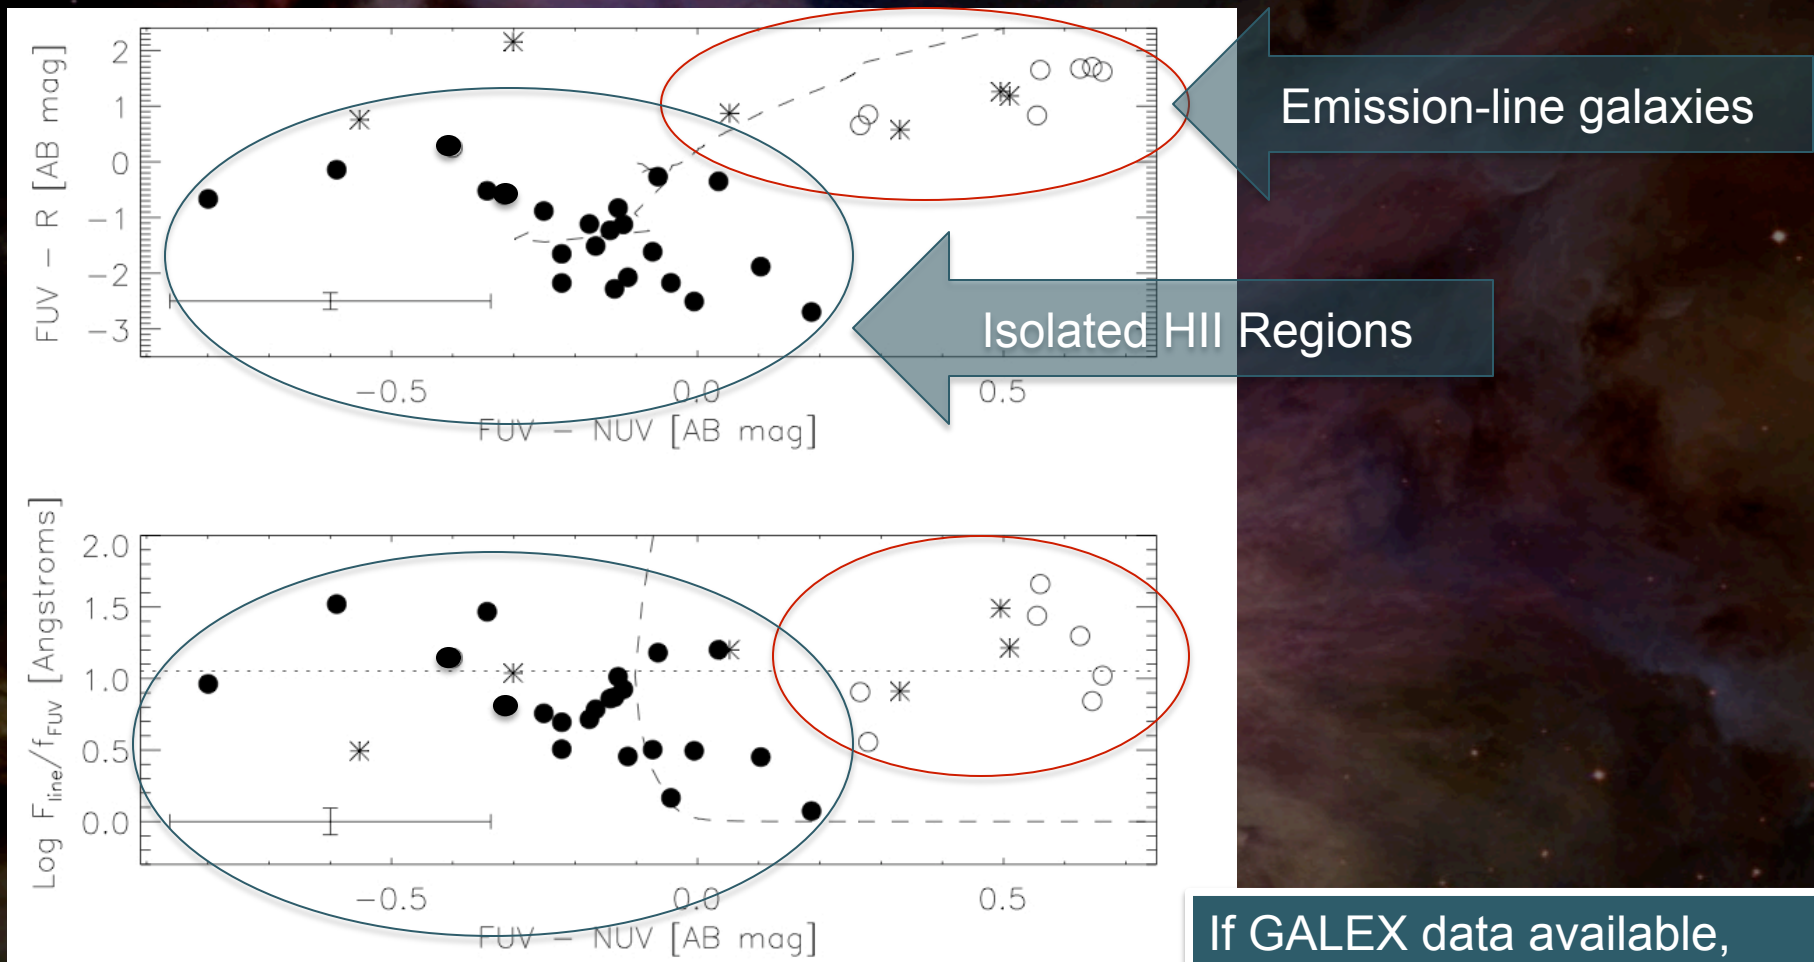 Emission-line galaxies
Isolated HII Regions
FUV − R [AB mag]
2
1
0
−1
−2
−3
−0.5
0.0
0.5
FUV − NUV [AB mag]
Log F_line/f_FUV [Angstroms]
2.0
1.5
1.0
0.5
0.0
−0.5
0.0
0.5
FUV − NUV [AB mag]
If GALEX data available,